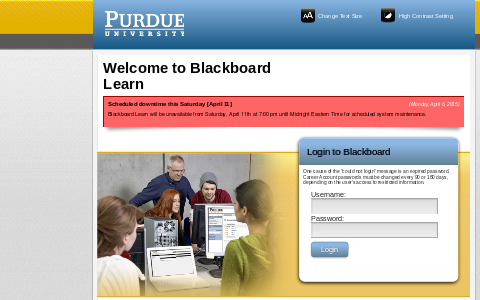 PURDUE
UNIVERSITY
AA Change Text Size
High Contrast Setting
Welcome to Blackboard
Learn
Scheduled downtime this Saturday [April 11]
(Monday, April 6, 2015)
Blackboard Learn will be unavailable from Saturday, April 11th at 7:00 pm until Midnight Eastern Time for scheduled system maintenance.
Login to Blackboard
One cause of the "could not login" message is an expired password.
Career Account passwords must be changed every 90 or 180 days,
depending on the user's access to restricted information.
Username:
Password:
Login
PURDUE